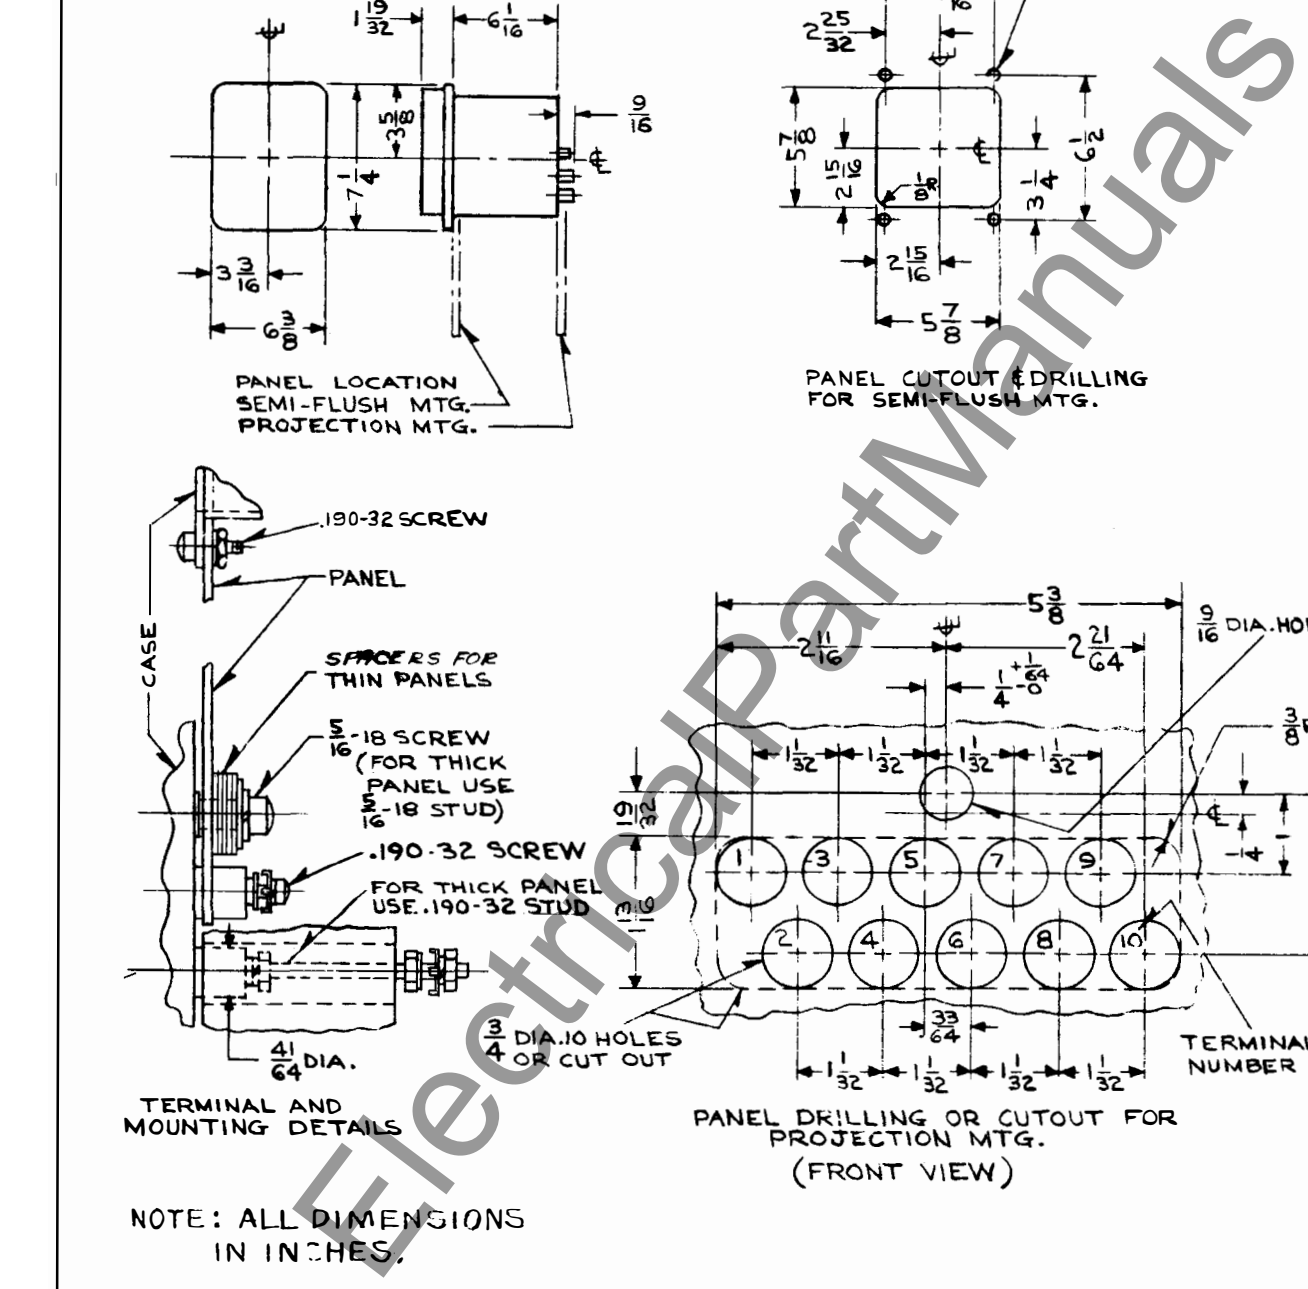 1 19/32
6 1/16
9/16
3 5/8
7 1/4
3 3/16
6 3/8
PANEL LOCATION
SEMI-FLUSH MTG.
PROJECTION MTG.
2 25/32
5 7/8
2 15/16
1/8 R
3 1/4
6 1/2
2 15/16
5 7/8
PANEL CUTOUT & DRILLING
FOR SEMI-FLUSH MTG.
.190-32 SCREW
PANEL
CASE
SPACERS FOR
THIN PANELS
5/16-18 SCREW
(FOR THICK
PANEL USE
5/16-18 STUD)
.190-32 SCREW
FOR THICK PANEL
USE .190-32 STUD
41/64 DIA.
TERMINAL AND
MOUNTING DETAILS
5 3/8
2 11/16
2 21/64
1/4 +1/64 -0
9/16 DIA. HO
3/8
1 1/32
1 1/32
1 1/32
1 1/32
19/32
1 13/16
1
1/4
1
3
5
7
9
2
4
6
8
10
33/64
3/4 DIA. 10 HOLES
OR CUT OUT
1 1/32
1 1/32
1 1/32
1 1/32
TERMINAL
NUMBER
PANEL DRILLING OR CUTOUT FOR
PROJECTION MTG.
(FRONT VIEW)
NOTE: ALL DIMENSIONS
IN INCHES.
ElectricalPartManuals